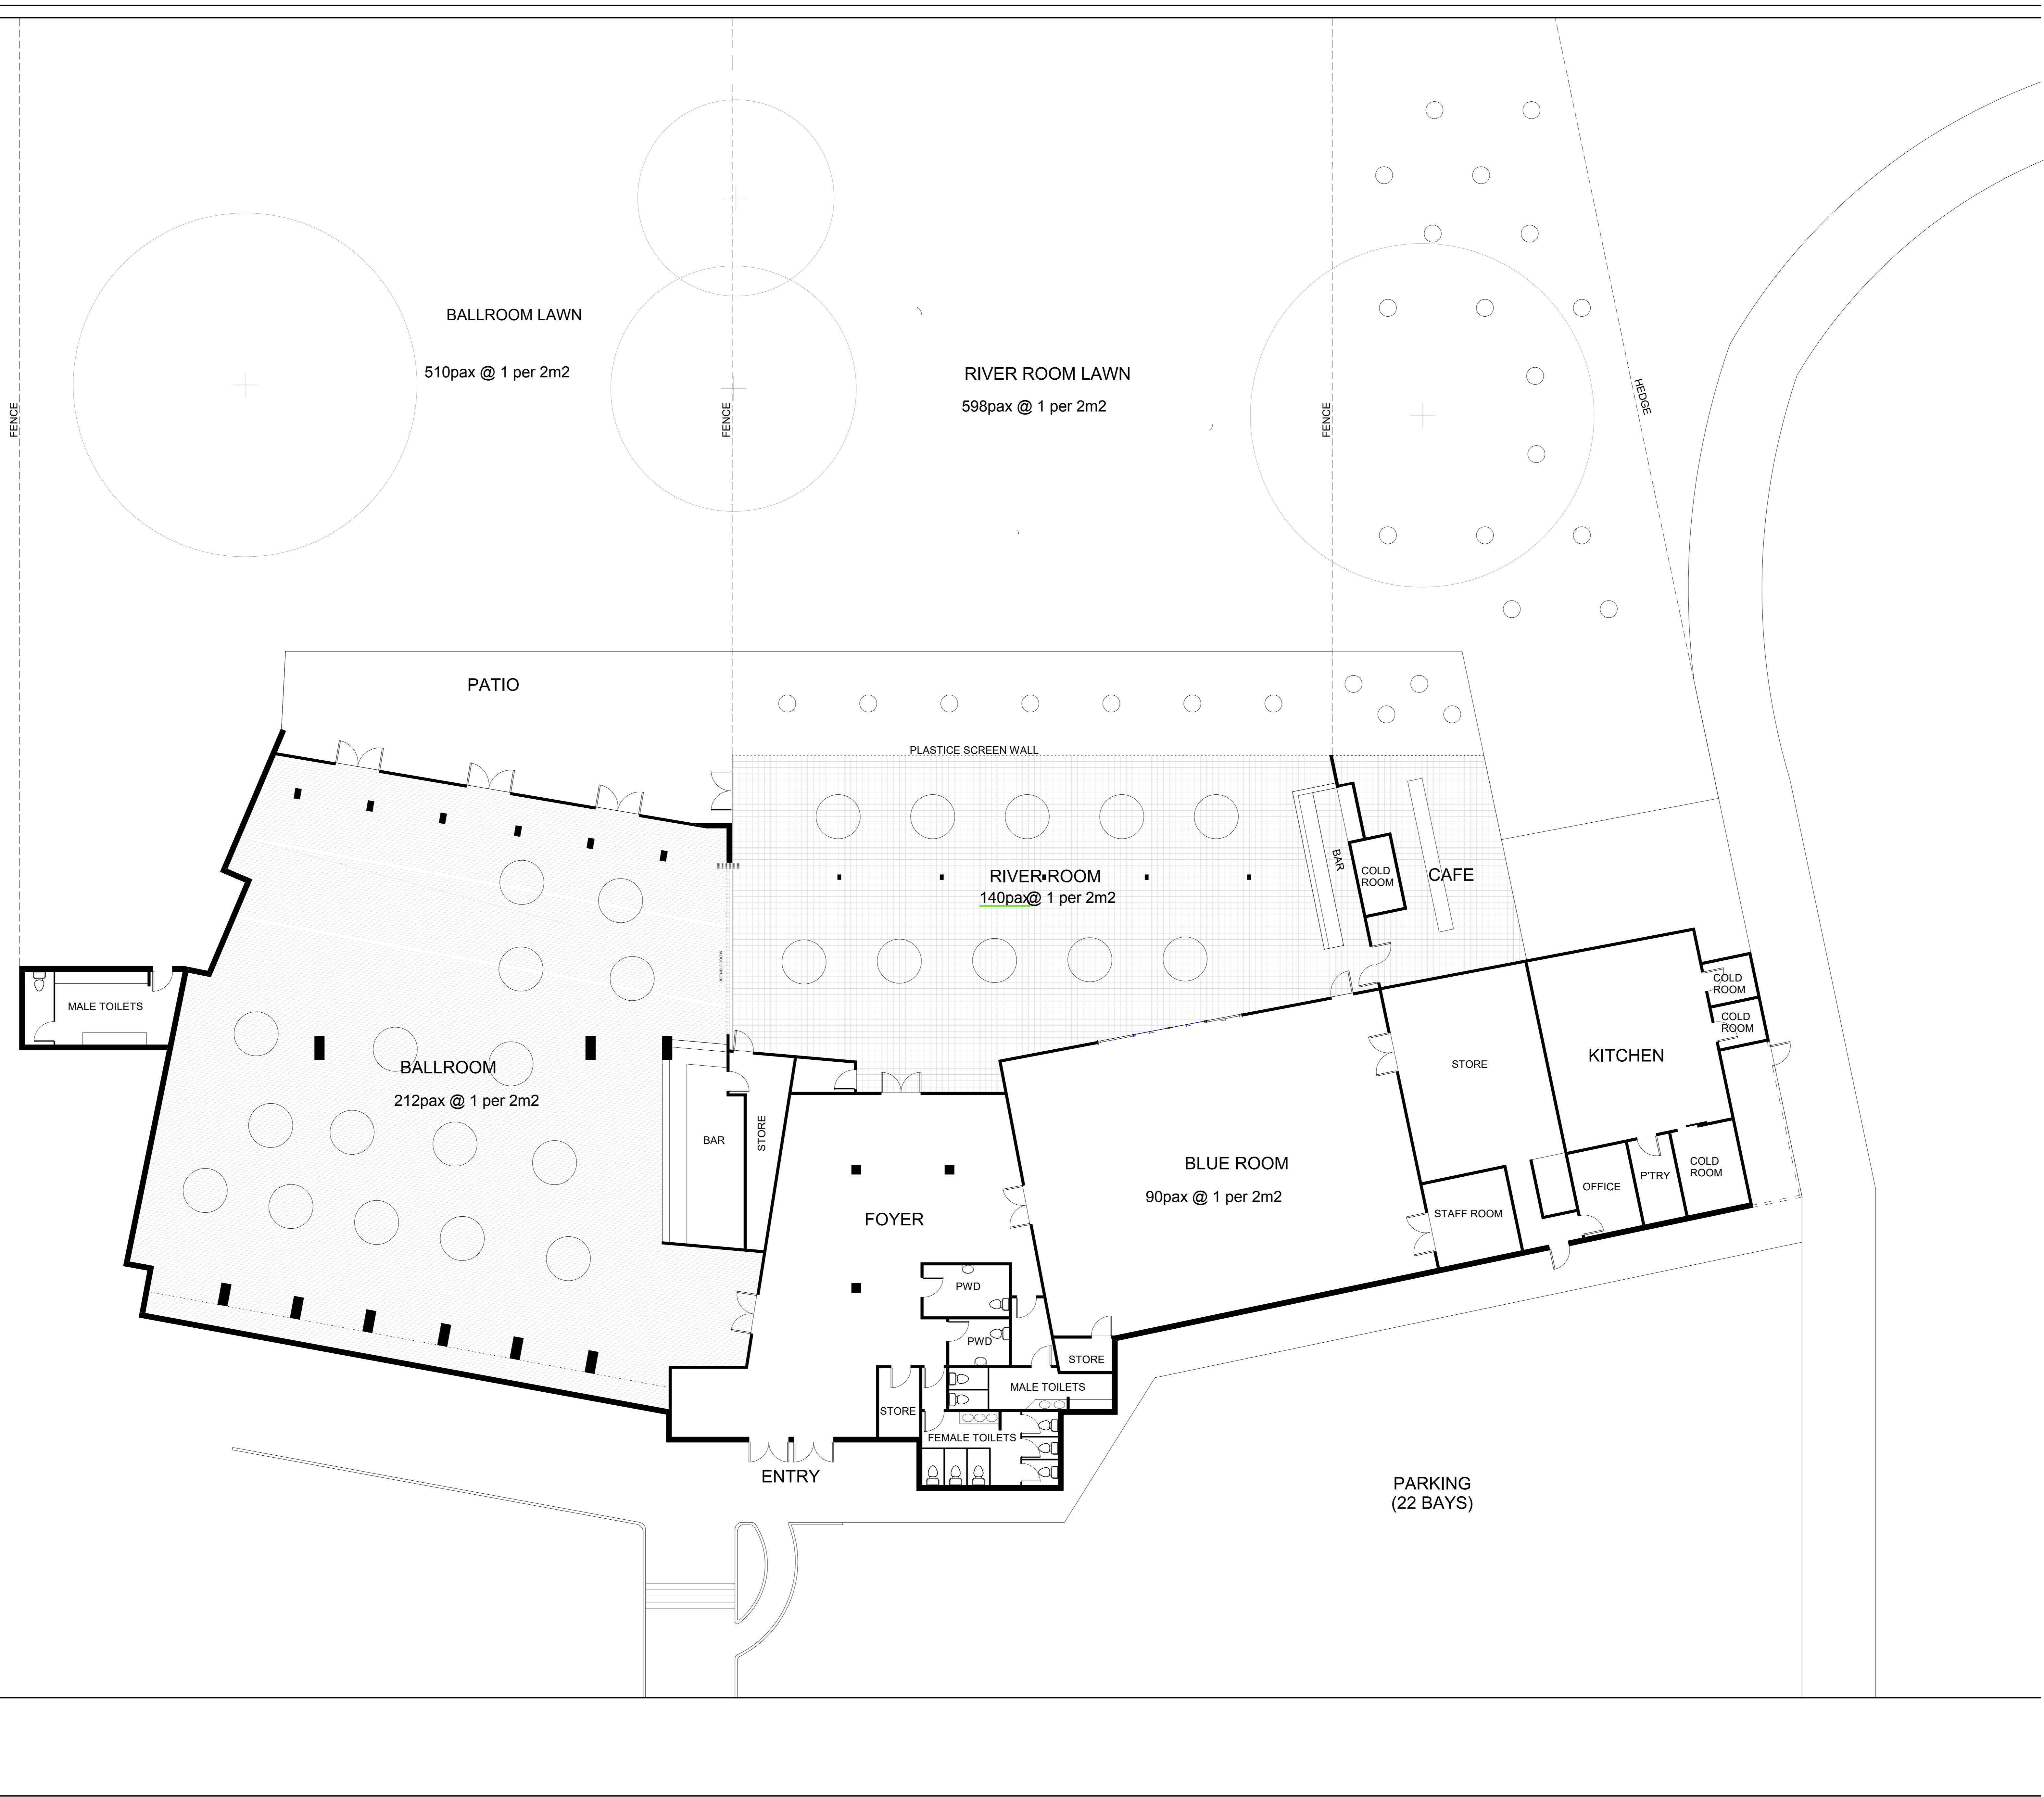 BALLROOM LAWN
510pax @ 1 per 2m2
RIVER ROOM LAWN
598pax @ 1 per 2m2
FENCE
FENCE
FENCE
HEDGE
PATIO
PLASTICE SCREEN WALL
RIVER ROOM
140pax@ 1 per 2m2
BAR
COLD
ROOM
CAFE
OPENABLE DOORS
MALE TOILETS
BALLROOM
212pax @ 1 per 2m2
BAR
STORE
COLD
ROOM
COLD
ROOM
KITCHEN
STORE
BLUE ROOM
90pax @ 1 per 2m2
OFFICE
P'TRY
COLD
ROOM
STAFF ROOM
FOYER
PWD
PWD
STORE
MALE TOILETS
STORE
FEMALE TOILETS
ENTRY
PARKING
(22 BAYS)